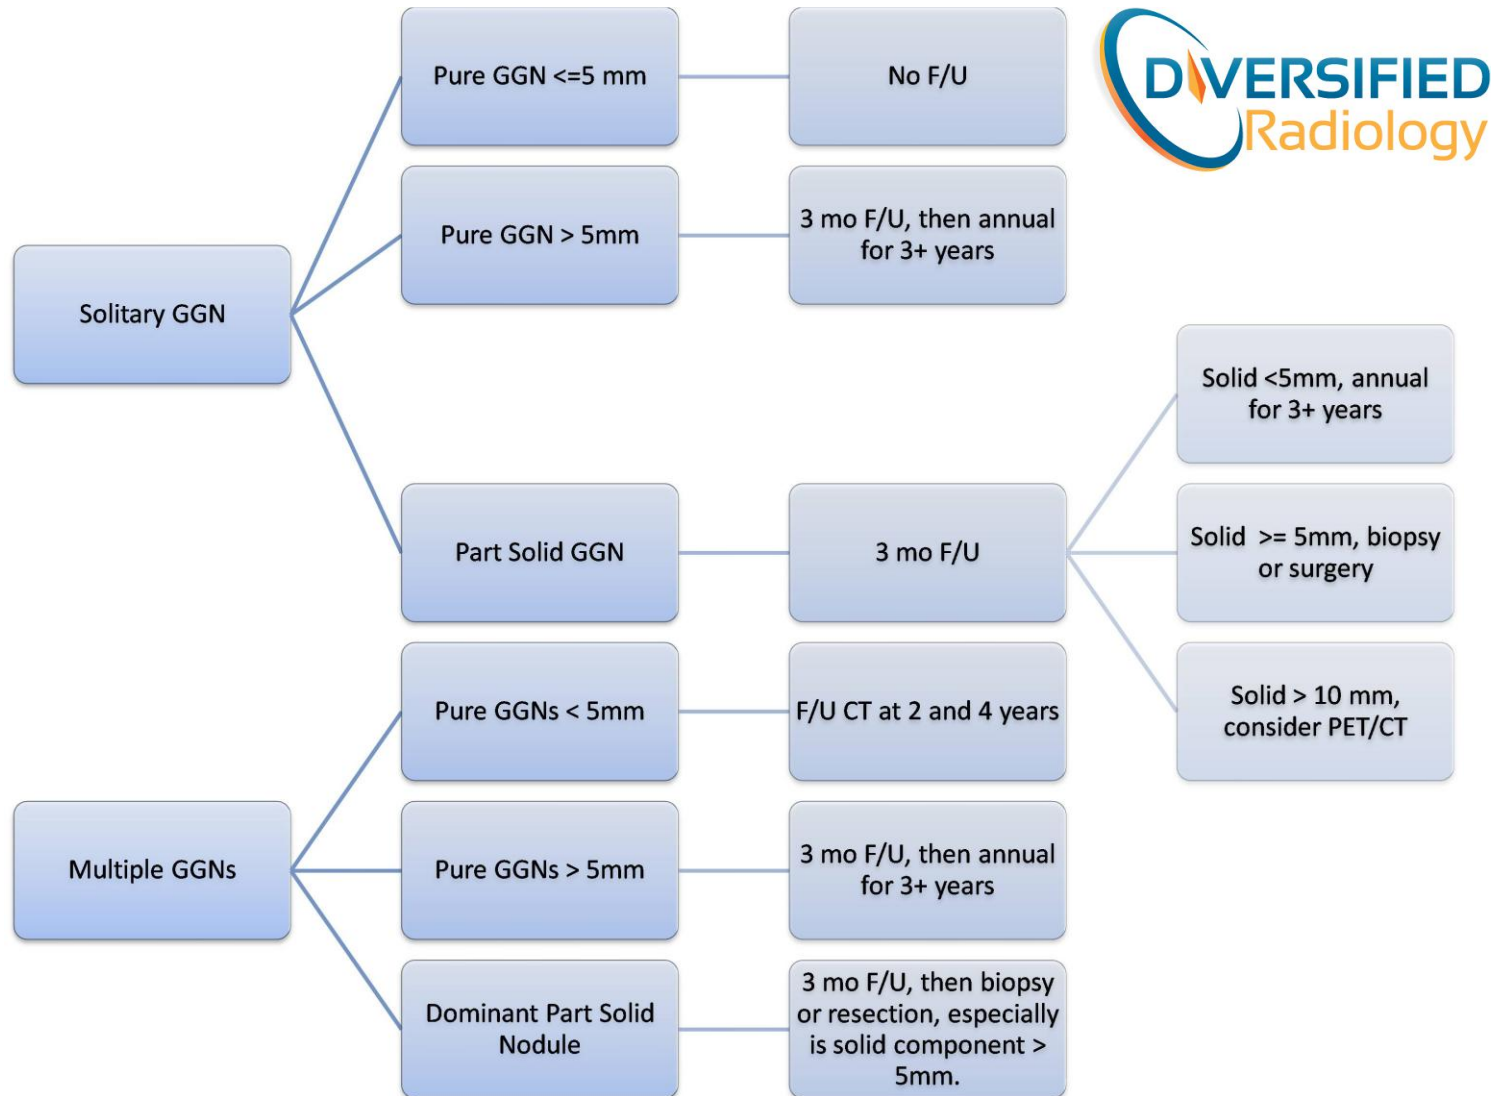 DIVERSIFIED
Radiology
Solitary GGN
Pure GGN <=5 mm
No F/U
Pure GGN > 5mm
3 mo F/U, then annual
for 3+ years
Part Solid GGN
3 mo F/U
Solid <5mm, annual
for 3+ years
Solid  >= 5mm, biopsy
or surgery
Solid > 10 mm,
consider PET/CT
Multiple GGNs
Pure GGNs < 5mm
F/U CT at 2 and 4 years
Pure GGNs > 5mm
3 mo F/U, then annual
for 3+ years
Dominant Part Solid
Nodule
3 mo F/U, then biopsy
or resection, especially
is solid component >
5mm.